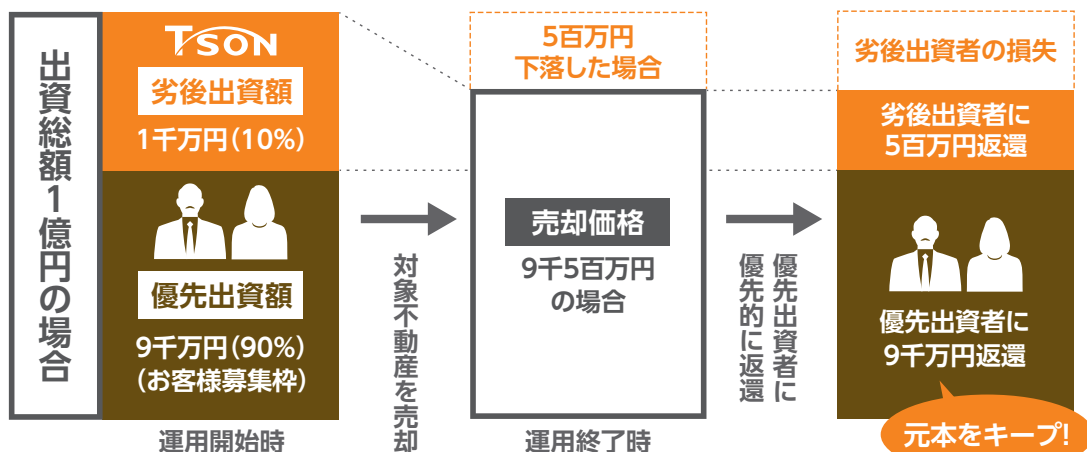 出資総額1億円の場合
TSON
劣後出資額
1千万円(10%)
優先出資額
9千万円(90%)
(お客様募集枠)
運用開始時
対象不動産を売却
5百万円
下落した場合
売却価格
9千5百万円
の場合
運用終了時
優先出資者に
優先的に返還
劣後出資者の損失
劣後出資者に
5百万円返還
優先出資者に
9千万円返還
元本をキープ!